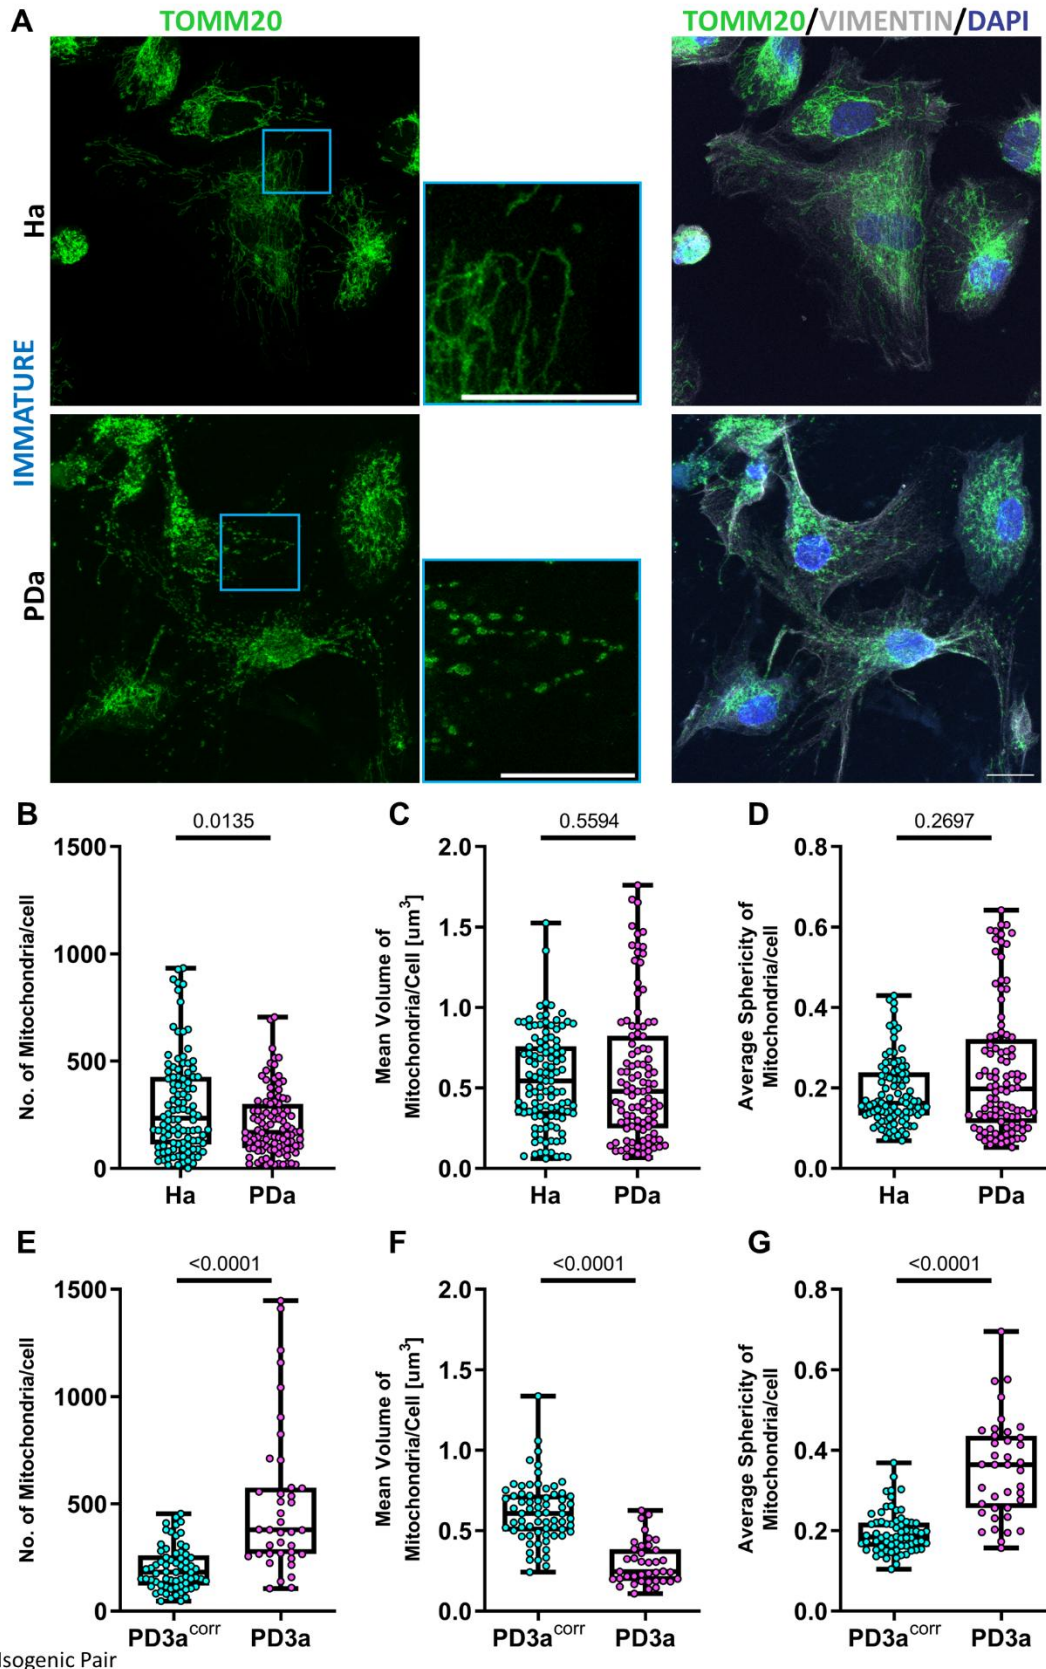 A
TOMM20
TOMM20/VIMENTIN/DAPI
IMMATURE
Ha
PDa
B
0.0135
No. of Mitochondria/cell
1500
1000
500
0
Ha PDa
C
0.5594
Mean Volume of
Mitochondria/Cell [um³]
2.0
1.5
1.0
0.5
0.0
Ha PDa
D
0.2697
Average Sphericity of
Mitochondria/cell
0.8
0.6
0.4
0.2
0.0
Ha PDa
E
<0.0001
No. of Mitochondria/cell
1500
1000
500
0
PD3aᶜᵒʳʳ PD3a
F
<0.0001
Mean Volume of
Mitochondria/Cell [um³]
2.0
1.5
1.0
0.5
0.0
PD3aᶜᵒʳʳ PD3a
G
<0.0001
Average Sphericity of
Mitochondria/cell
0.8
0.6
0.4
0.2
0.0
PD3aᶜᵒʳʳ PD3a
Isogenic Pair